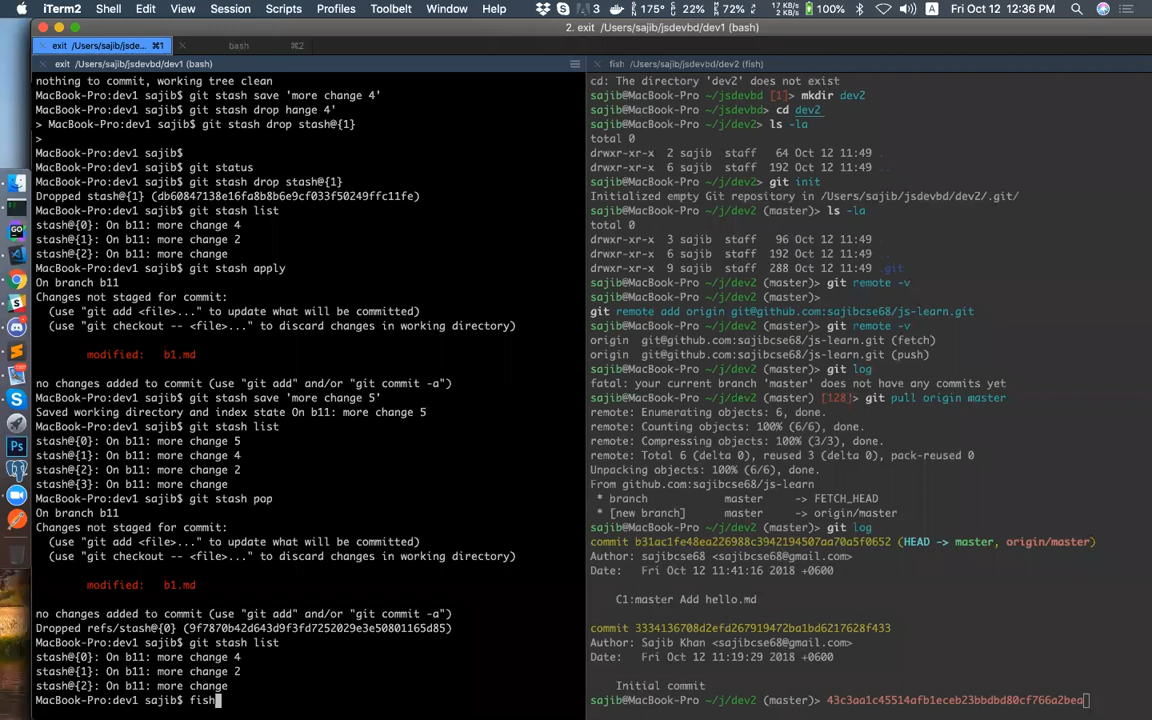 iTerm2 Shell Edit View Session Scripts Profiles Toolbelt Window Help 3 175° 22% 72% 17 KB↑ 2 KB↓ 100% A Fri Oct 12 12:36 PM
2. exit /Users/sajib/jsdevbd/dev1 (bash)
exit /Users/sajib/jsde... ⌘1 bash ⌘2
exit /Users/sajib/jsdevbd/dev1 (bash)
nothing to commit, working tree clean
MacBook-Pro:dev1 sajib$ git stash save 'more change 4'
MacBook-Pro:dev1 sajib$ git stash drop hange 4'
> MacBook-Pro:dev1 sajib$ git stash drop stash@{1}
>
MacBook-Pro:dev1 sajib$
MacBook-Pro:dev1 sajib$ git status
MacBook-Pro:dev1 sajib$ git stash drop stash@{1}
Dropped stash@{1} (db60847138e16fa8b8b6e9cf033f50249ffc11fe)
MacBook-Pro:dev1 sajib$ git stash list
stash@{0}: On b11: more change 4
stash@{1}: On b11: more change 2
stash@{2}: On b11: more change
MacBook-Pro:dev1 sajib$ git stash apply
On branch b11
Changes not staged for commit:
(use "git add <file>..." to update what will be committed)
(use "git checkout -- <file>..." to discard changes in working directory)
modified: b1.md
no changes added to commit (use "git add" and/or "git commit -a")
MacBook-Pro:dev1 sajib$ git stash save 'more change 5'
Saved working directory and index state On b11: more change 5
MacBook-Pro:dev1 sajib$ git stash list
stash@{0}: On b11: more change 5
stash@{1}: On b11: more change 4
stash@{2}: On b11: more change 2
stash@{3}: On b11: more change
MacBook-Pro:dev1 sajib$ git stash pop
On branch b11
Changes not staged for commit:
(use "git add <file>..." to update what will be committed)
(use "git checkout -- <file>..." to discard changes in working directory)
modified: b1.md
no changes added to commit (use "git add" and/or "git commit -a")
Dropped refs/stash@{0} (9f7870b42d643d9f3fd7252029e3e50801165d85)
MacBook-Pro:dev1 sajib$ git stash list
stash@{0}: On b11: more change 4
stash@{1}: On b11: more change 2
stash@{2}: On b11: more change
MacBook-Pro:dev1 sajib$ fish
fish /Users/sajib/jsdevbd/dev2 (fish)
cd: The directory 'dev2' does not exist
sajib@MacBook-Pro ~/jsdevbd [1]> mkdir dev2
sajib@MacBook-Pro ~/jsdevbd> cd dev2
sajib@MacBook-Pro ~/j/dev2> ls -la
total 0
drwxr-xr-x 2 sajib staff 64 Oct 12 11:49 .
drwxr-xr-x 6 sajib staff 192 Oct 12 11:49 ..
sajib@MacBook-Pro ~/j/dev2> git init
Initialized empty Git repository in /Users/sajib/jsdevbd/dev2/.git/
sajib@MacBook-Pro ~/j/dev2 (master)> ls -la
total 0
drwxr-xr-x 3 sajib staff 96 Oct 12 11:49 .
drwxr-xr-x 6 sajib staff 192 Oct 12 11:49 ..
drwxr-xr-x 9 sajib staff 288 Oct 12 11:49 .git
sajib@MacBook-Pro ~/j/dev2 (master)> git remote -v
sajib@MacBook-Pro ~/j/dev2 (master)>
git remote add origin git@github.com:sajibcse68/js-learn.git
sajib@MacBook-Pro ~/j/dev2 (master)> git remote -v
origin git@github.com:sajibcse68/js-learn.git (fetch)
origin git@github.com:sajibcse68/js-learn.git (push)
sajib@MacBook-Pro ~/j/dev2 (master)> git log
fatal: your current branch 'master' does not have any commits yet
sajib@MacBook-Pro ~/j/dev2 (master) [128]> git pull origin master
remote: Enumerating objects: 6, done.
remote: Counting objects: 100% (6/6), done.
remote: Compressing objects: 100% (3/3), done.
remote: Total 6 (delta 0), reused 3 (delta 0), pack-reused 0
Unpacking objects: 100% (6/6), done.
From github.com:sajibcse68/js-learn
* branch master -> FETCH_HEAD
* [new branch] master -> origin/master
sajib@MacBook-Pro ~/j/dev2 (master)> git log
commit b31ac1fe48ea226988c3942194507aa70a5f0652 (HEAD -> master, origin/master)
Author: sajibcse68 <sajibcse68@gmail.com>
Date: Fri Oct 12 11:41:16 2018 +0600
C1:master Add hello.md
commit 3334136708d2efd267919472ba1bd6217628f433
Author: Sajib Khan <sajibcse68@gmail.com>
Date: Fri Oct 12 11:19:29 2018 +0600
Initial commit
sajib@MacBook-Pro ~/j/dev2 (master)> 43c3aa1c45514afb1eceb23bbdbd80cf766a2bea